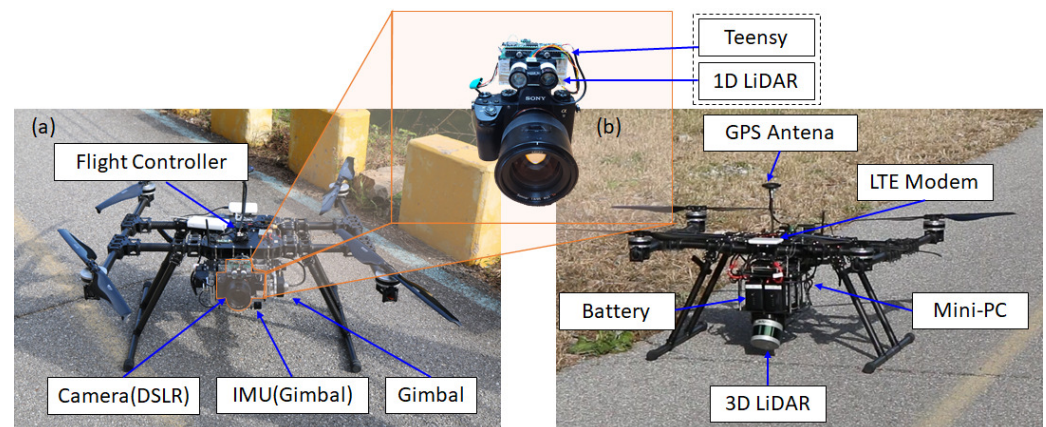 Teensy
1D LiDAR
SONY
(a)
(b)
Flight Controller
GPS Antena
LTE Modem
Battery
Mini-PC
Camera(DSLR)
IMU(Gimbal)
Gimbal
3D LiDAR